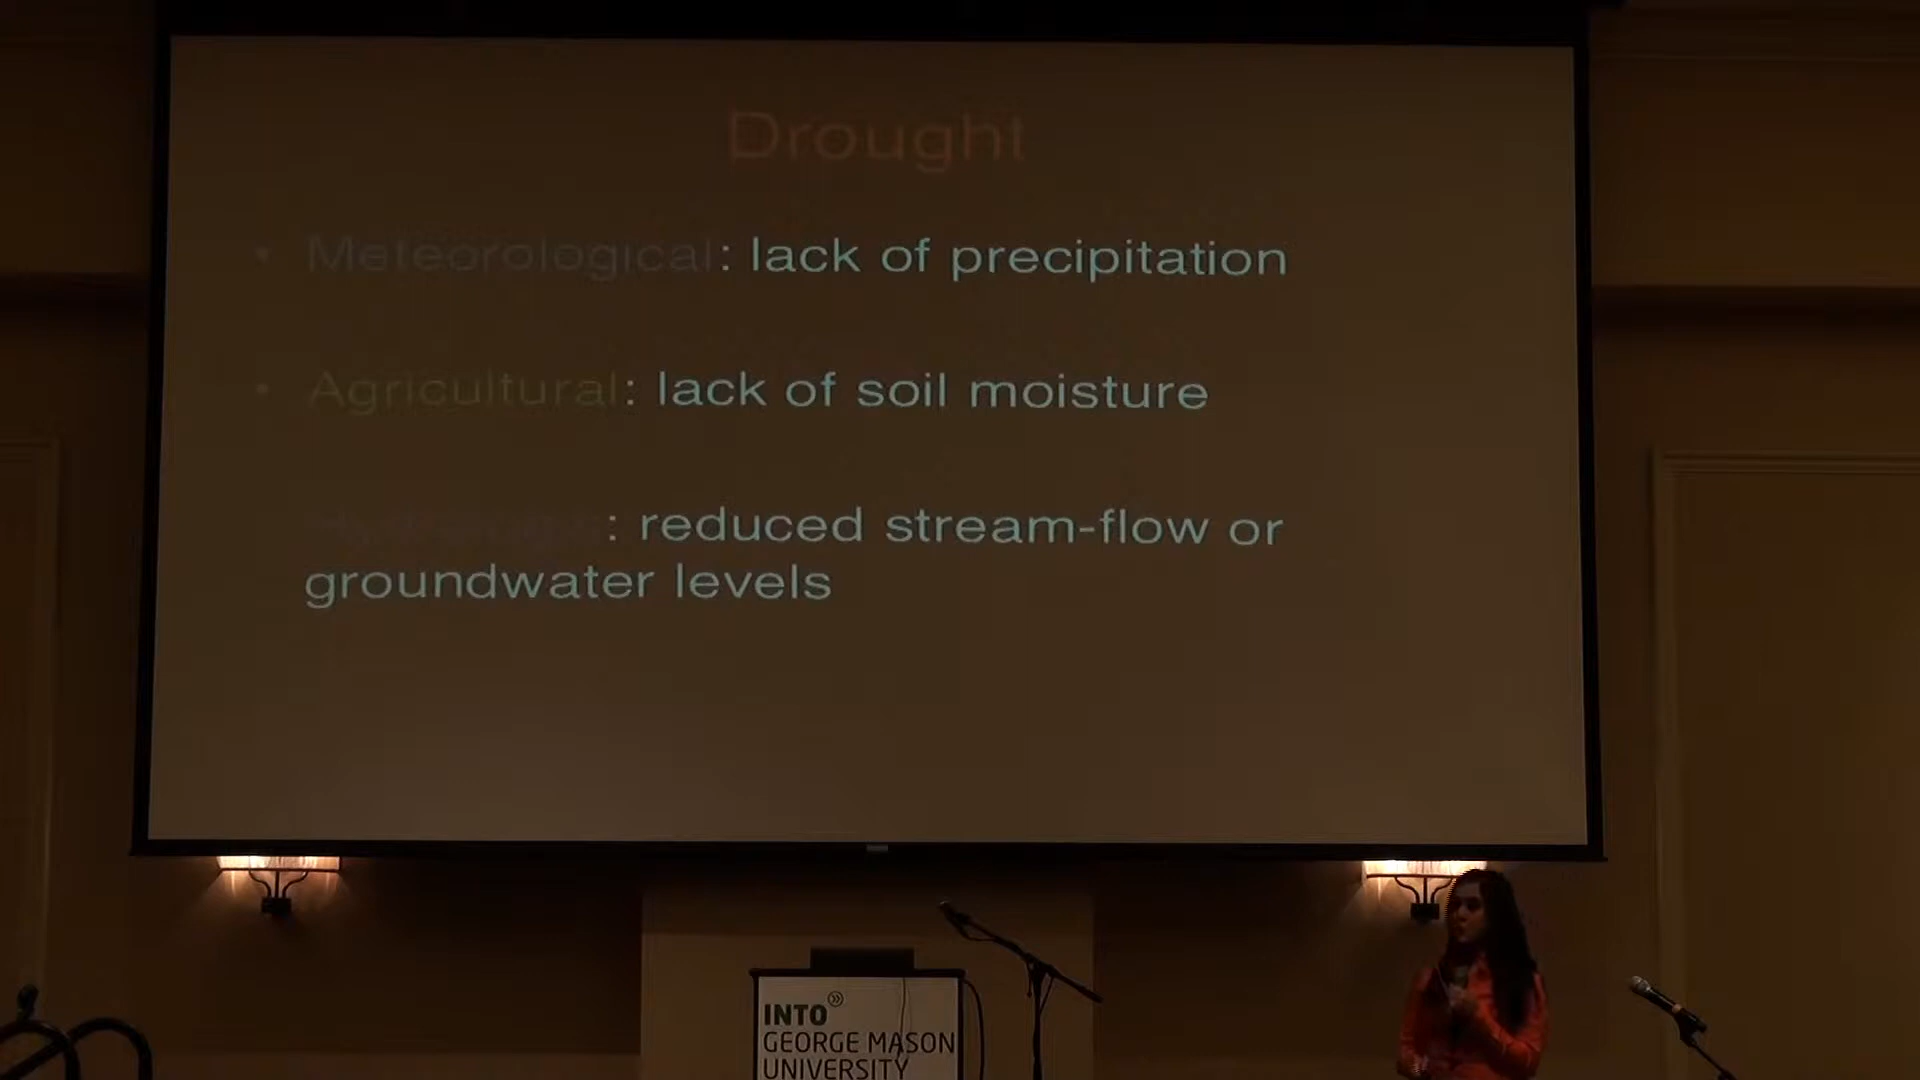 Drought
• Meteorological: lack of precipitation
• Agricultural: lack of soil moisture
: reduced stream-flow or
groundwater levels
INTO
GEORGE MASON
UNIVERSITY